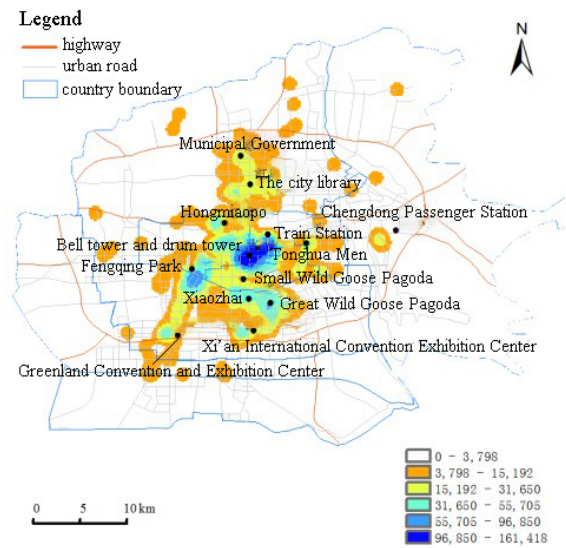 Legend
highway
urban road
country boundary
N
Municipal Government
The city library
Hongmiaopo
Chengdong Passenger Station
Train Station
Bell tower and drum tower
Tonghua Men
Fengqing Park
Small Wild Goose Pagoda
Xiaozhai
Great Wild Goose Pagoda
Xi'an International Convention Exhibition Center
Greenland Convention and Exhibition Center
0 - 3,798
3,798 - 15,192
15,192 - 31,650
31,650 - 55,705
55,705 - 96,850
96,850 - 161,418
0 5 10 km